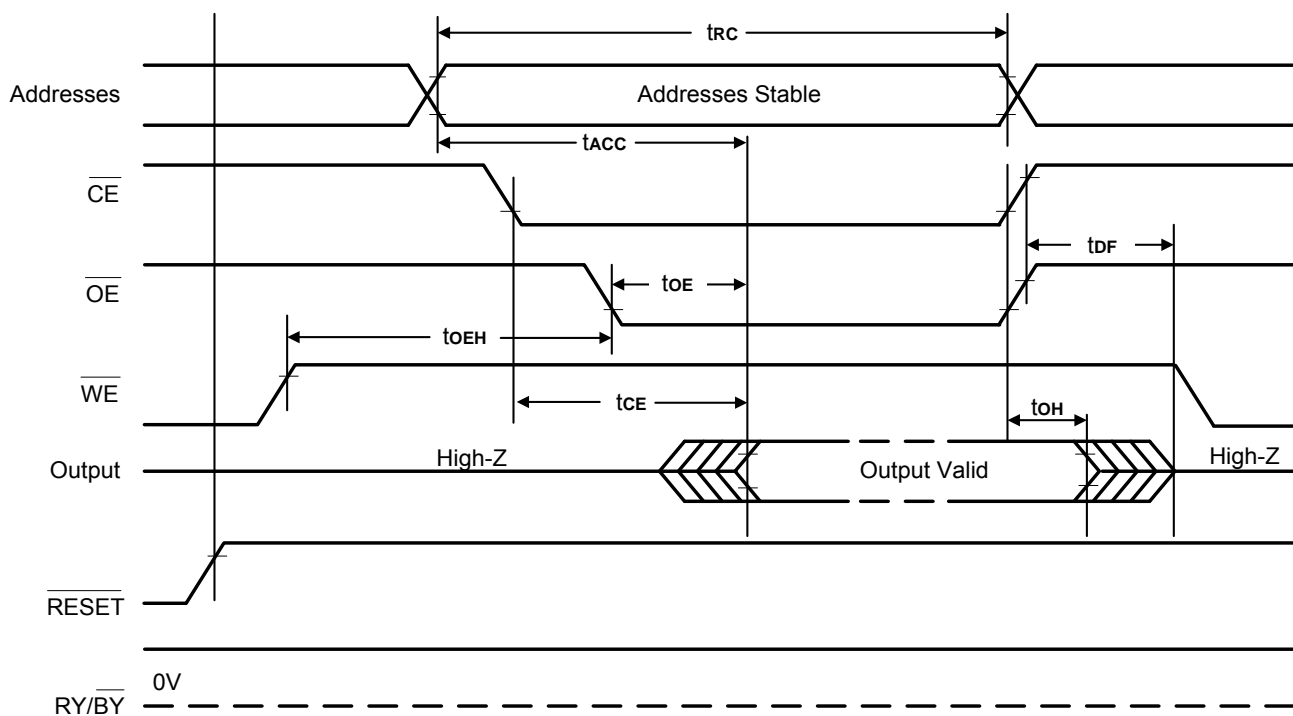 tRC
Addresses
Addresses Stable
tACC
CE
tDF
OE
tOE
tOEH
WE
tCE
tOH
Output
High-Z
Output Valid
High-Z
RESET
0V
RY/BY